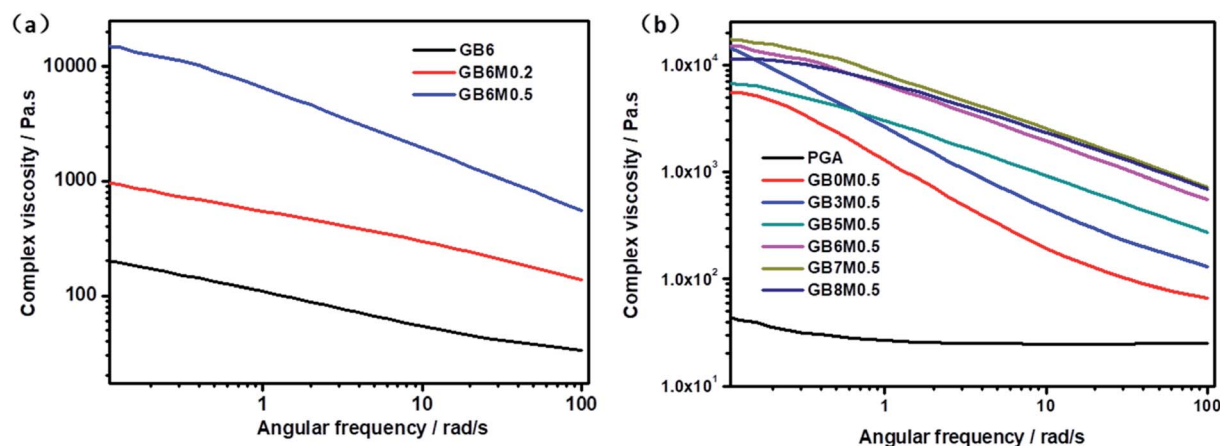 (a)
Complex viscosity / Pa.s
10000
1000
100
GB6
GB6M0.2
GB6M0.5
1
10
100
Angular frequency / rad/s
(b)
Complex viscosity / Pa.s
1.0x10⁴
1.0x10³
1.0x10²
1.0x10¹
PGA
GB0M0.5
GB3M0.5
GB5M0.5
GB6M0.5
GB7M0.5
GB8M0.5
1
10
100
Angular frequency / rad/s